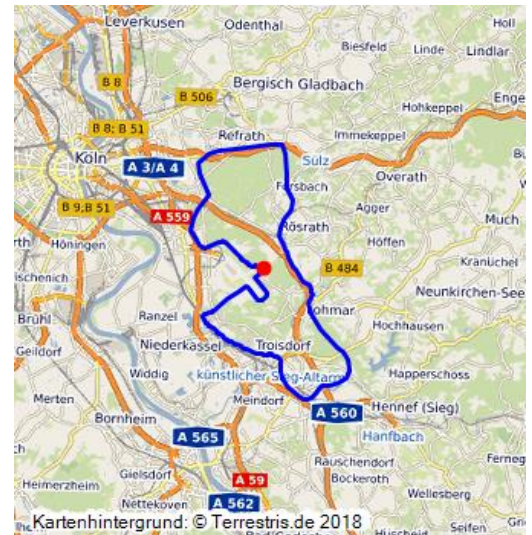 Leverkusen
Odenthal
Holl
Biesfeld
Linde
Lindlar
B 8
Bergisch Gladbach
B 506
Enge
Hohkeppel
B 8; B 51
Refrath
Immekeppel
Köln
A 3/A 4
Sülz
Overath
Forsbach
B 9;B 51
A 559
Agger
Much
Rösrath
Höningen
Höffen
Kranüchel
B 484
Neunkirchen-See
Lohmar
Brühl
Ranzel
Hochhausen
Geildorf
Niederkassel
Troisdorf
Widdig
künstlicher Sieg-Altarm
Happerschoss
Merten
Meindorf
A 560
Hennef (Sieg)
Bornheim
A 565
Hanfbach
A 59
Rauschendorf
Gielsdorf
Bockeroth
Ferneg
Heimerzheim
Wellesberg
Nettekoven
A 562
Seifen
Kartenhintergrund: © Terrestris.de 2018